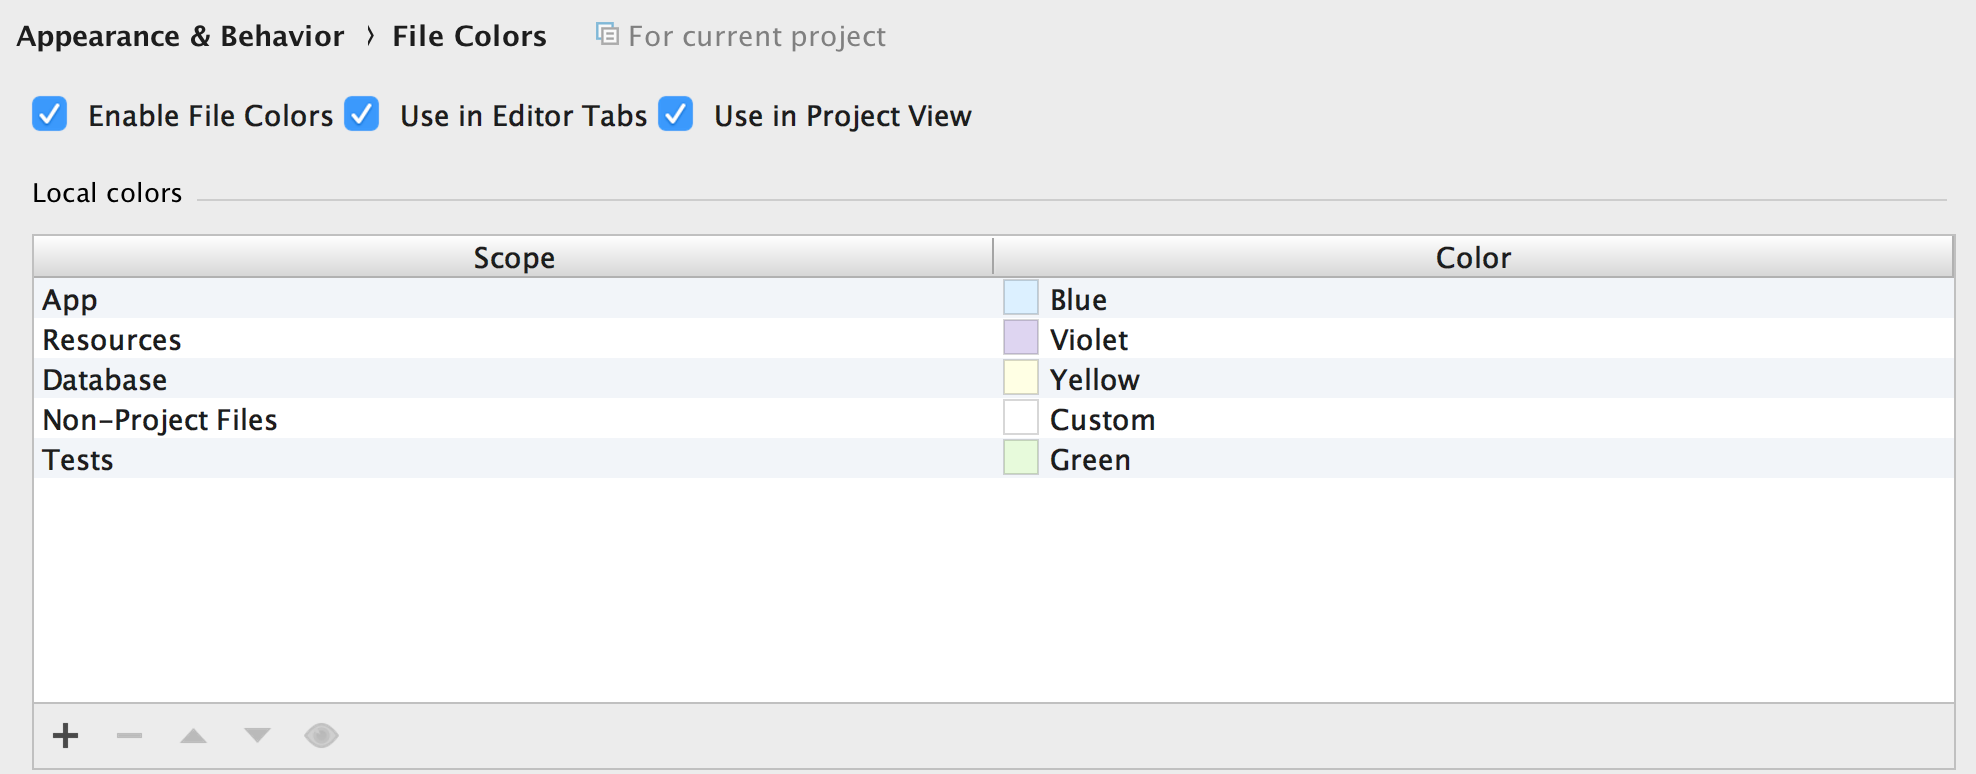 Appearance & Behavior › File Colors For current project
Enable File Colors Use in Editor Tabs Use in Project View
Local colors
Scope Color
App Blue
Resources Violet
Database Yellow
Non-Project Files Custom
Tests Green